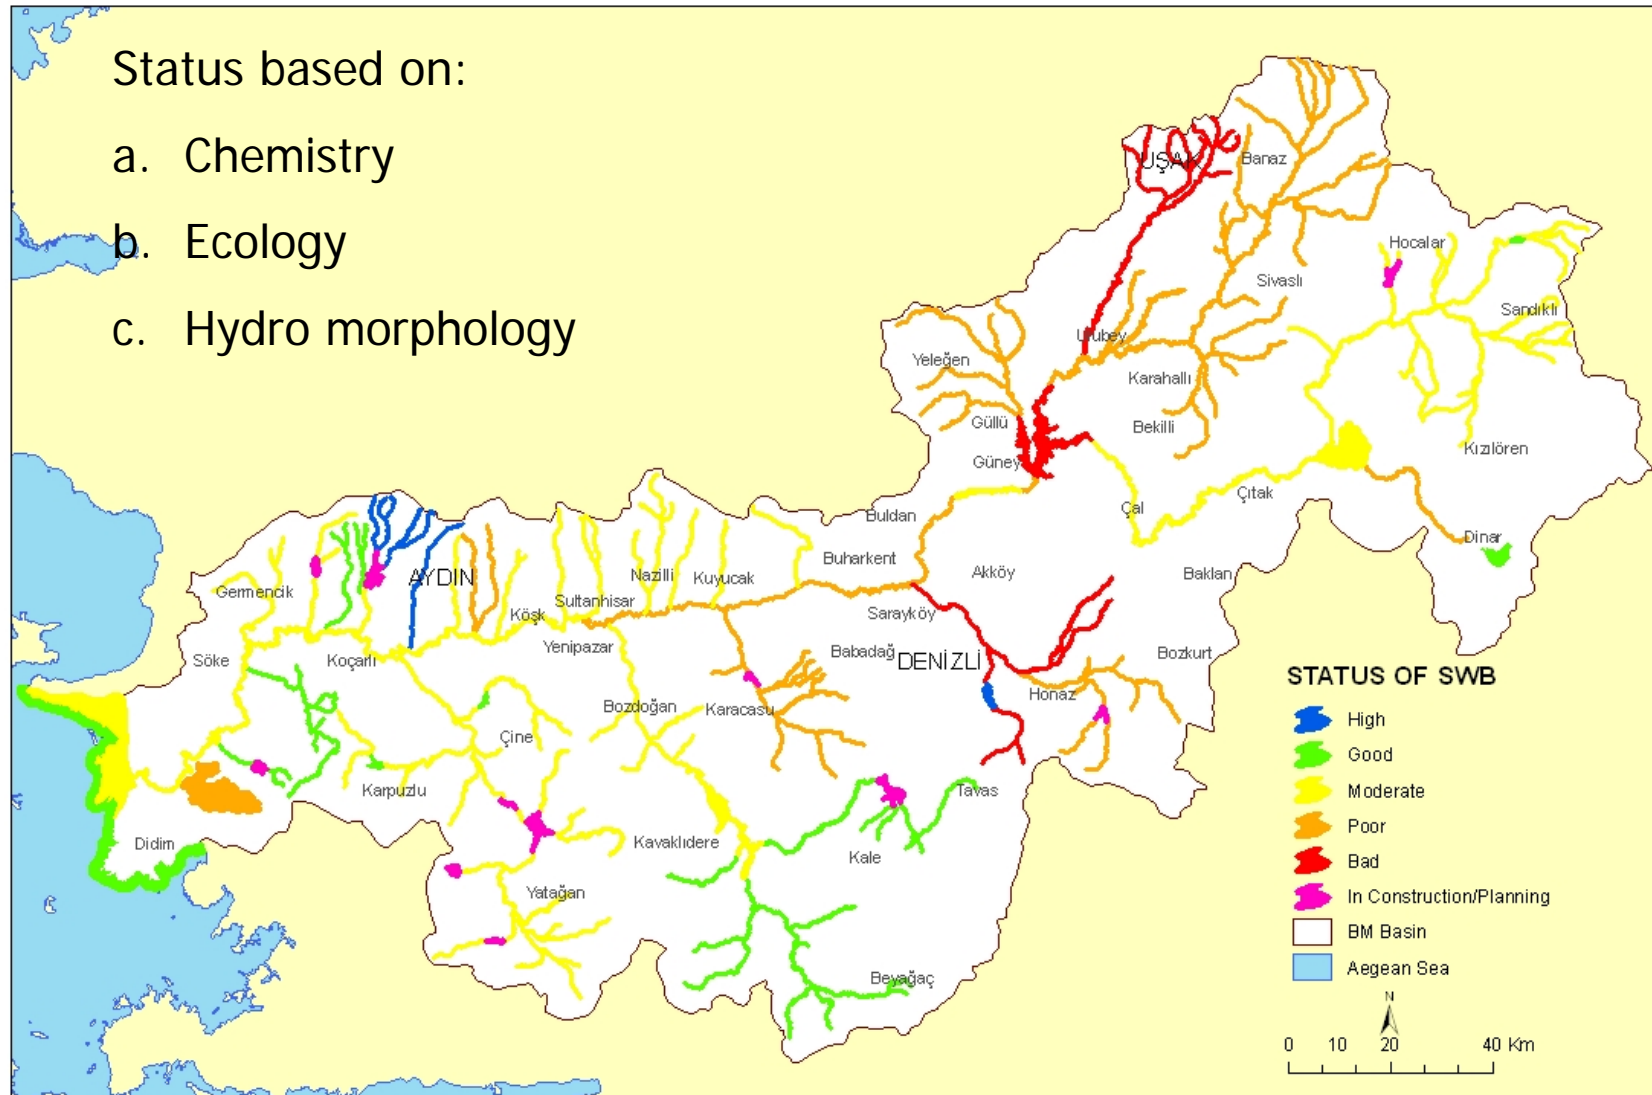 Status based on:
a. Chemistry
b. Ecology
c. Hydro morphology
UŞAK
Banaz
Hocalar
Sivaslı
Sandıklı
Ulubey
Yeleğen
Karahallı
Güllü
Bekilli
Kızılören
Güney
Çıtak
Çal
Buldan
Dinar
Buharkent
Akköy
Baklan
AYDIN
Nazilli
Kuyucak
Germencik
Sultanhisar
Köşk
Sarayköy
Yenipazar
Babadağ
DENİZLİ
Bozkurt
Söke
Koçarlı
Honaz
Bozdoğan
Karacasu
Çine
Karpuzlu
Tavas
Didim
Kavaklıdere
Kale
Yatağan
Beyağaç
STATUS OF SWB
High
Good
Moderate
Poor
Bad
In Construction/Planning
BM Basin
Aegean Sea
N
0 10 20 40 Km